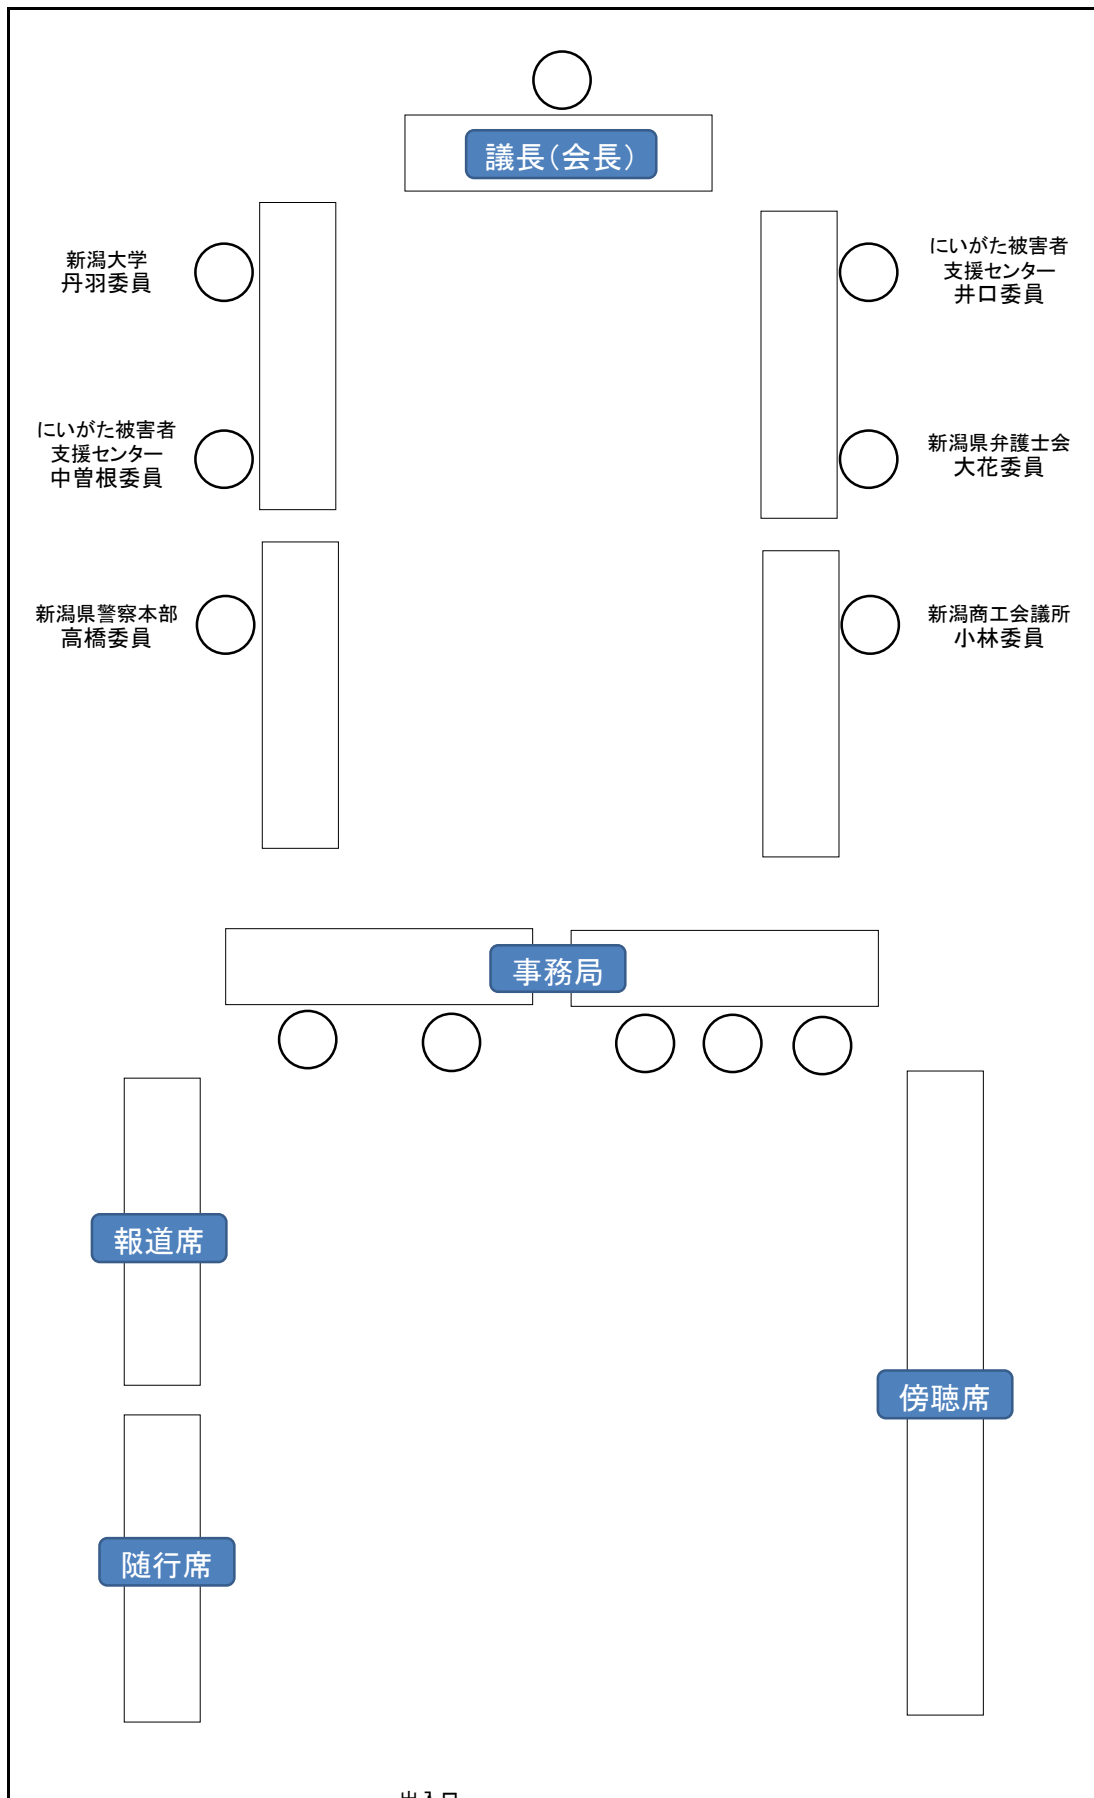 議長(会長)
新潟大学
丹羽委員
にいがた被害者
支援センター
井口委員
にいがた被害者
支援センター
中曽根委員
新潟県弁護士会
大花委員
新潟県警察本部
高橋委員
新潟商工会議所
小林委員
事務局
報道席
傍聴席
随行席
出入口